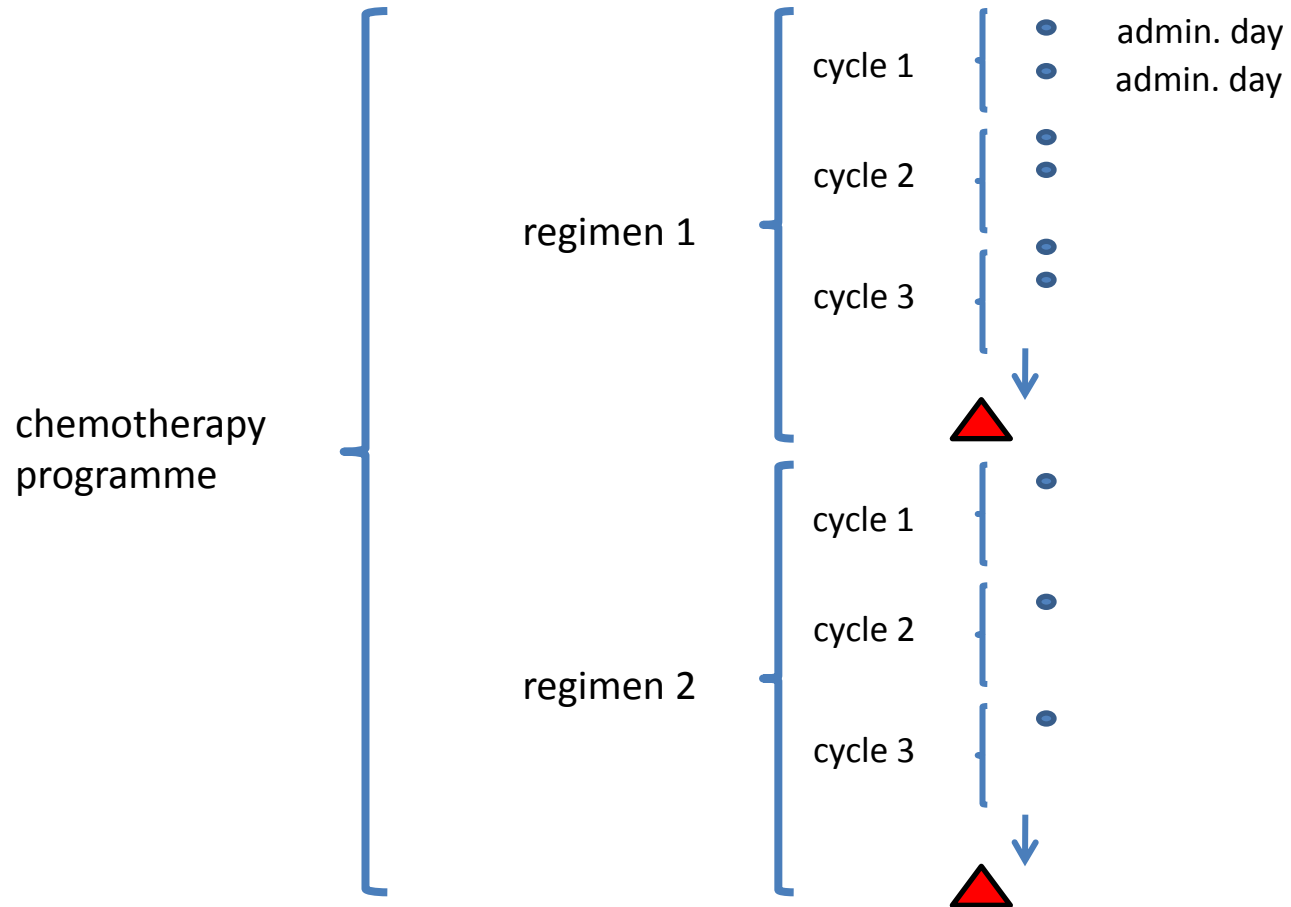 chemotherapy
programme
regimen 1
cycle 1
admin. day
admin. day
cycle 2
cycle 3
regimen 2
cycle 1
cycle 2
cycle 3